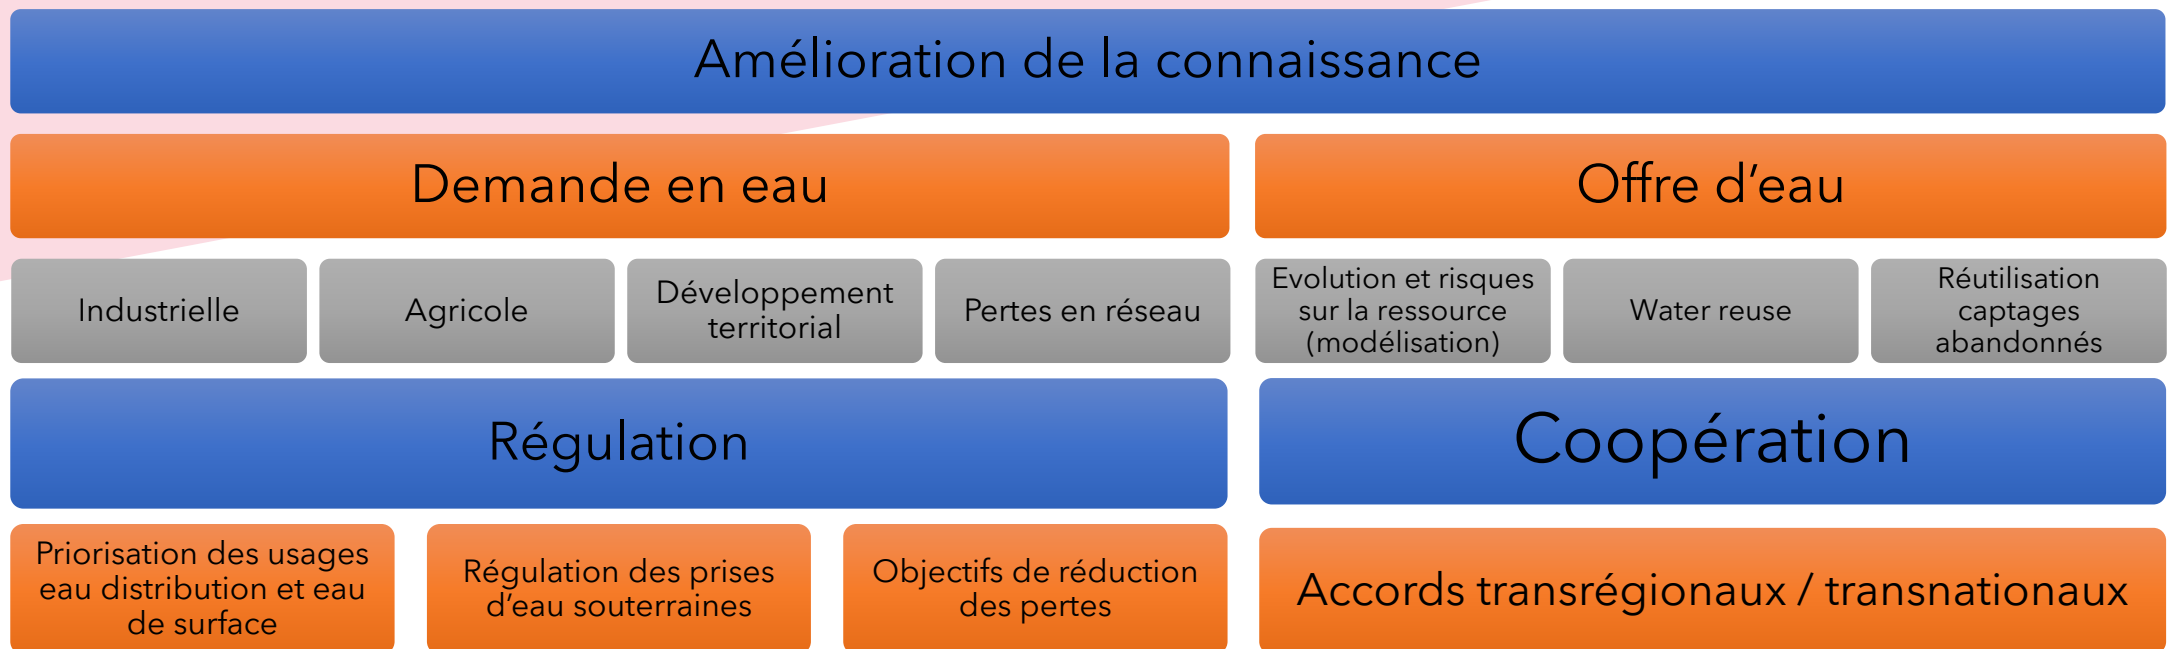 Amélioration de la connaissance
Demande en eau
Offre d’eau
Industrielle
Agricole
Développement
territorial
Pertes en réseau
Evolution et risques
sur la ressource
(modélisation)
Water reuse
Réutilisation
captages
abandonnés
Régulation
Coopération
Priorisation des usages
eau distribution et eau
de surface
Régulation des prises
d’eau souterraines
Objectifs de réduction
des pertes
Accords transrégionaux / transnationaux